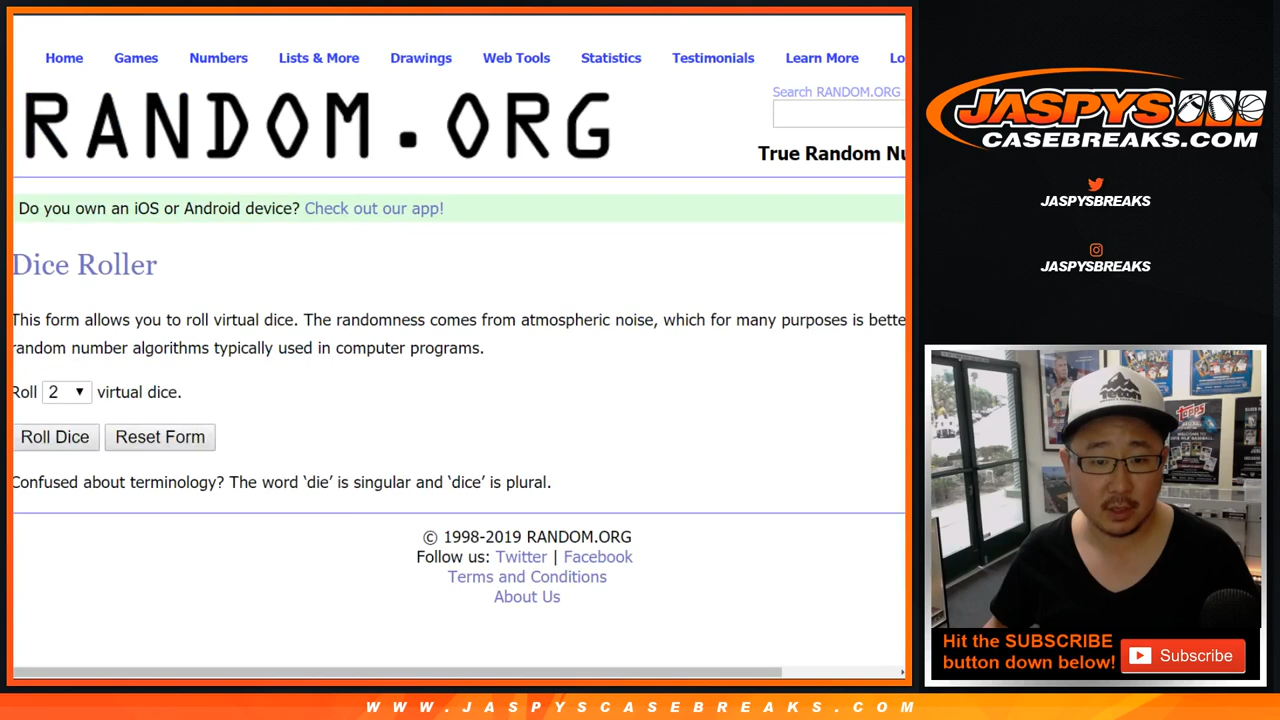 Home Games Numbers Lists & More Drawings Web Tools Statistics Testimonials Learn More Lo
RANDOM.ORG
Search RANDOM.ORG
True Random Nu
Do you own an iOS or Android device? Check out our app!
Dice Roller
This form allows you to roll virtual dice. The randomness comes from atmospheric noise, which for many purposes is bette
random number algorithms typically used in computer programs.
Roll 2 virtual dice.
Roll Dice Reset Form
Confused about terminology? The word ‘die’ is singular and ‘dice’ is plural.
© 1998-2019 RANDOM.ORG
Follow us: Twitter | Facebook
Terms and Conditions
About Us
JASPYS
CASEBREAKS.COM
JASPYSBREAKS
JASPYSBREAKS
Teton
TOPPS
Hit the SUBSCRIBE
button down below!
Subscribe
WWW.JASPYSCASEBREAKS.COM